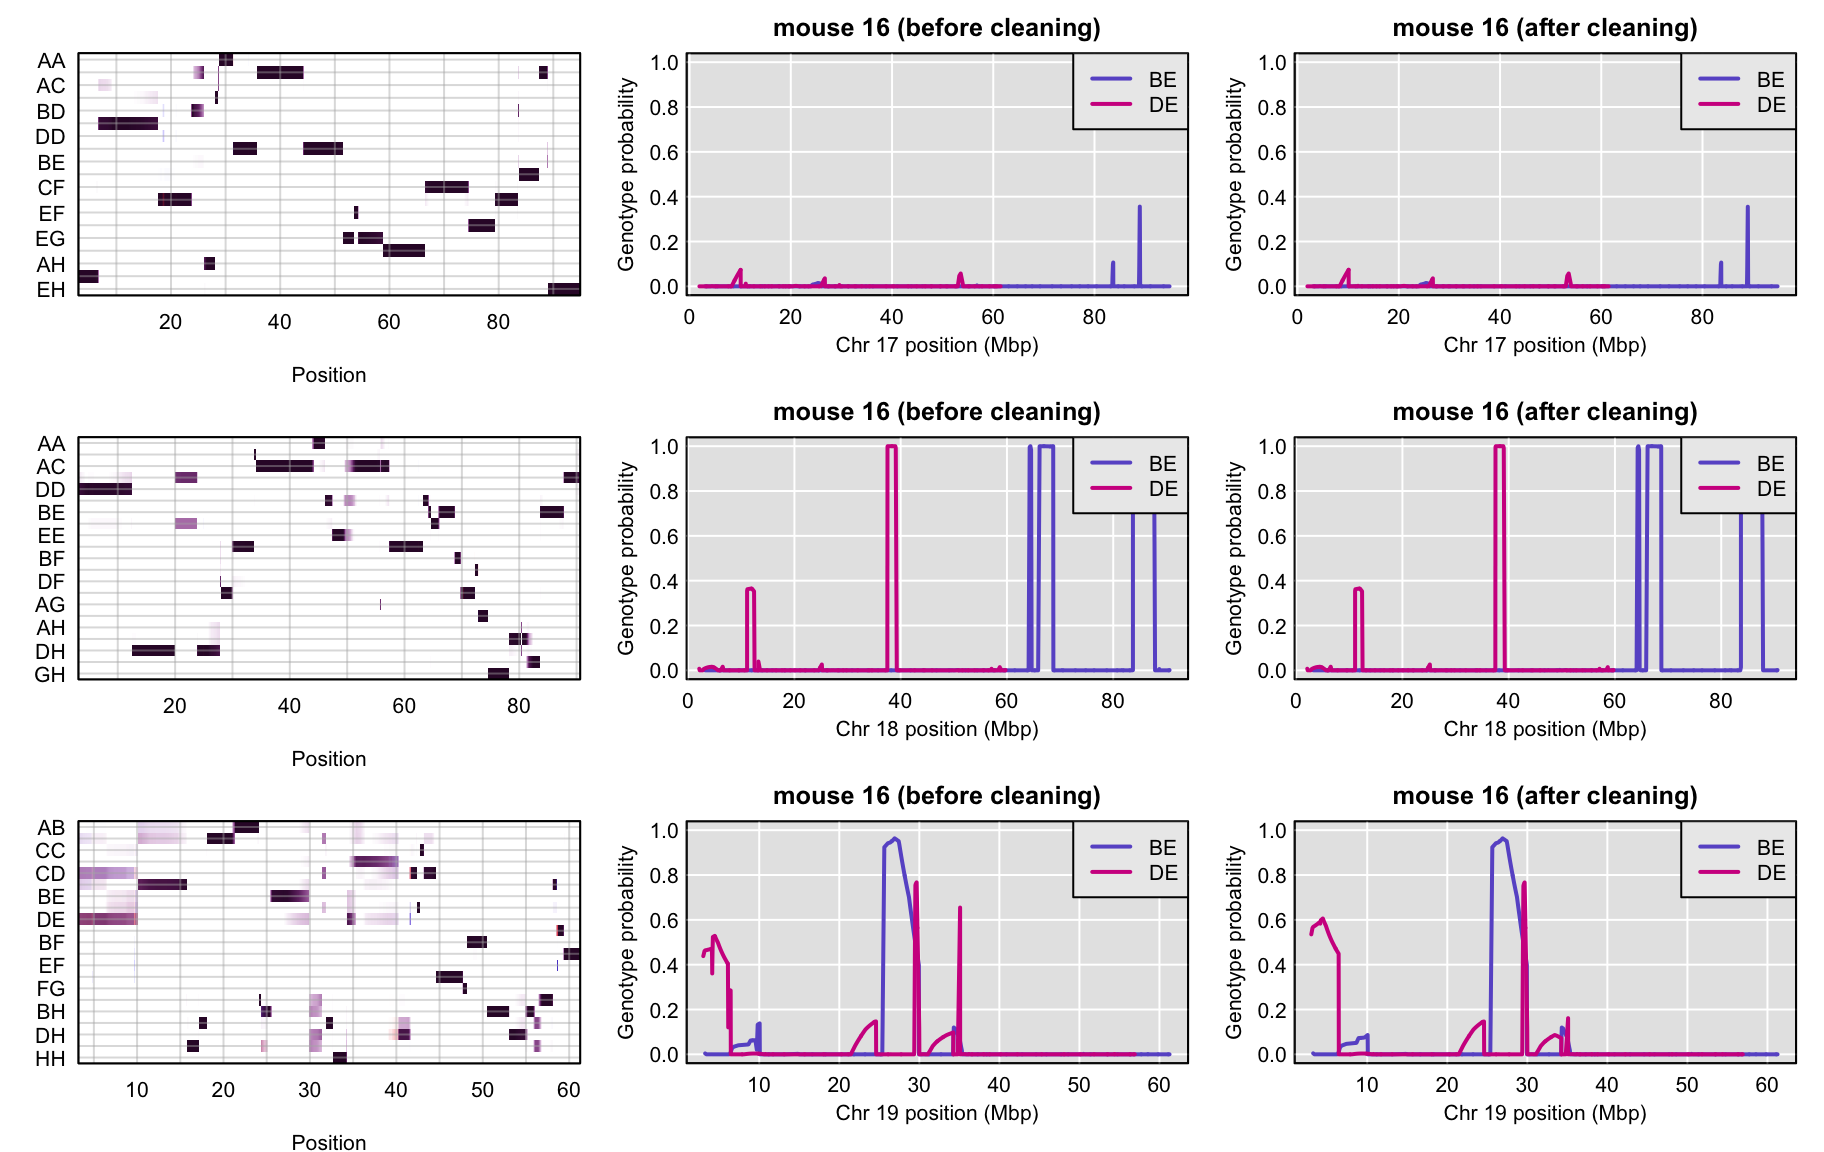 AA
AC
BD
DD
BE
CF
EF
EG
AH
EH
20 40 60 80
Position
mouse 16 (before cleaning)
Genotype probability
1.0
0.8
0.6
0.4
0.2
0.0
BE
DE
0 20 40 60 80
Chr 17 position (Mbp)
mouse 16 (after cleaning)
Genotype probability
1.0
0.8
0.6
0.4
0.2
0.0
BE
DE
0 20 40 60 80
Chr 17 position (Mbp)
AA
AC
DD
BE
EE
BF
DF
AG
AH
DH
GH
20 40 60 80
Position
mouse 16 (before cleaning)
Genotype probability
1.0
0.8
0.6
0.4
0.2
0.0
BE
DE
0 20 40 60 80
Chr 18 position (Mbp)
mouse 16 (after cleaning)
Genotype probability
1.0
0.8
0.6
0.4
0.2
0.0
BE
DE
0 20 40 60 80
Chr 18 position (Mbp)
AB
CC
CD
BE
DE
BF
EF
FG
BH
DH
HH
10 20 30 40 50 60
Position
mouse 16 (before cleaning)
Genotype probability
1.0
0.8
0.6
0.4
0.2
0.0
BE
DE
10 20 30 40 50 60
Chr 19 position (Mbp)
mouse 16 (after cleaning)
Genotype probability
1.0
0.8
0.6
0.4
0.2
0.0
BE
DE
10 20 30 40 50 60
Chr 19 position (Mbp)